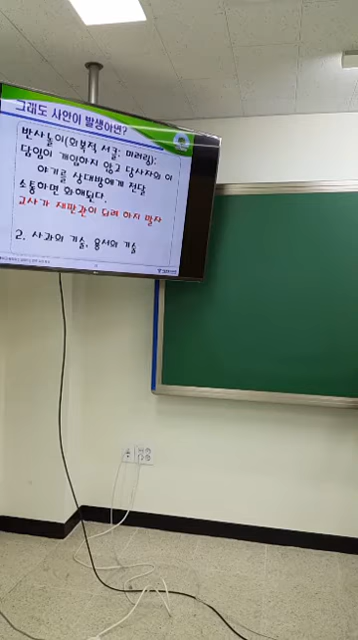 그래도 사안이 발생하면?
반사놀이(회복적 서클: 미러링):
담임이 개입하지 않고 당사자의 이
야기를 상대방에게 전달
소통하면 화해된다.
교사가 재판관이 되려 하지 말자
2. 사과의 기술, 용서의 기술